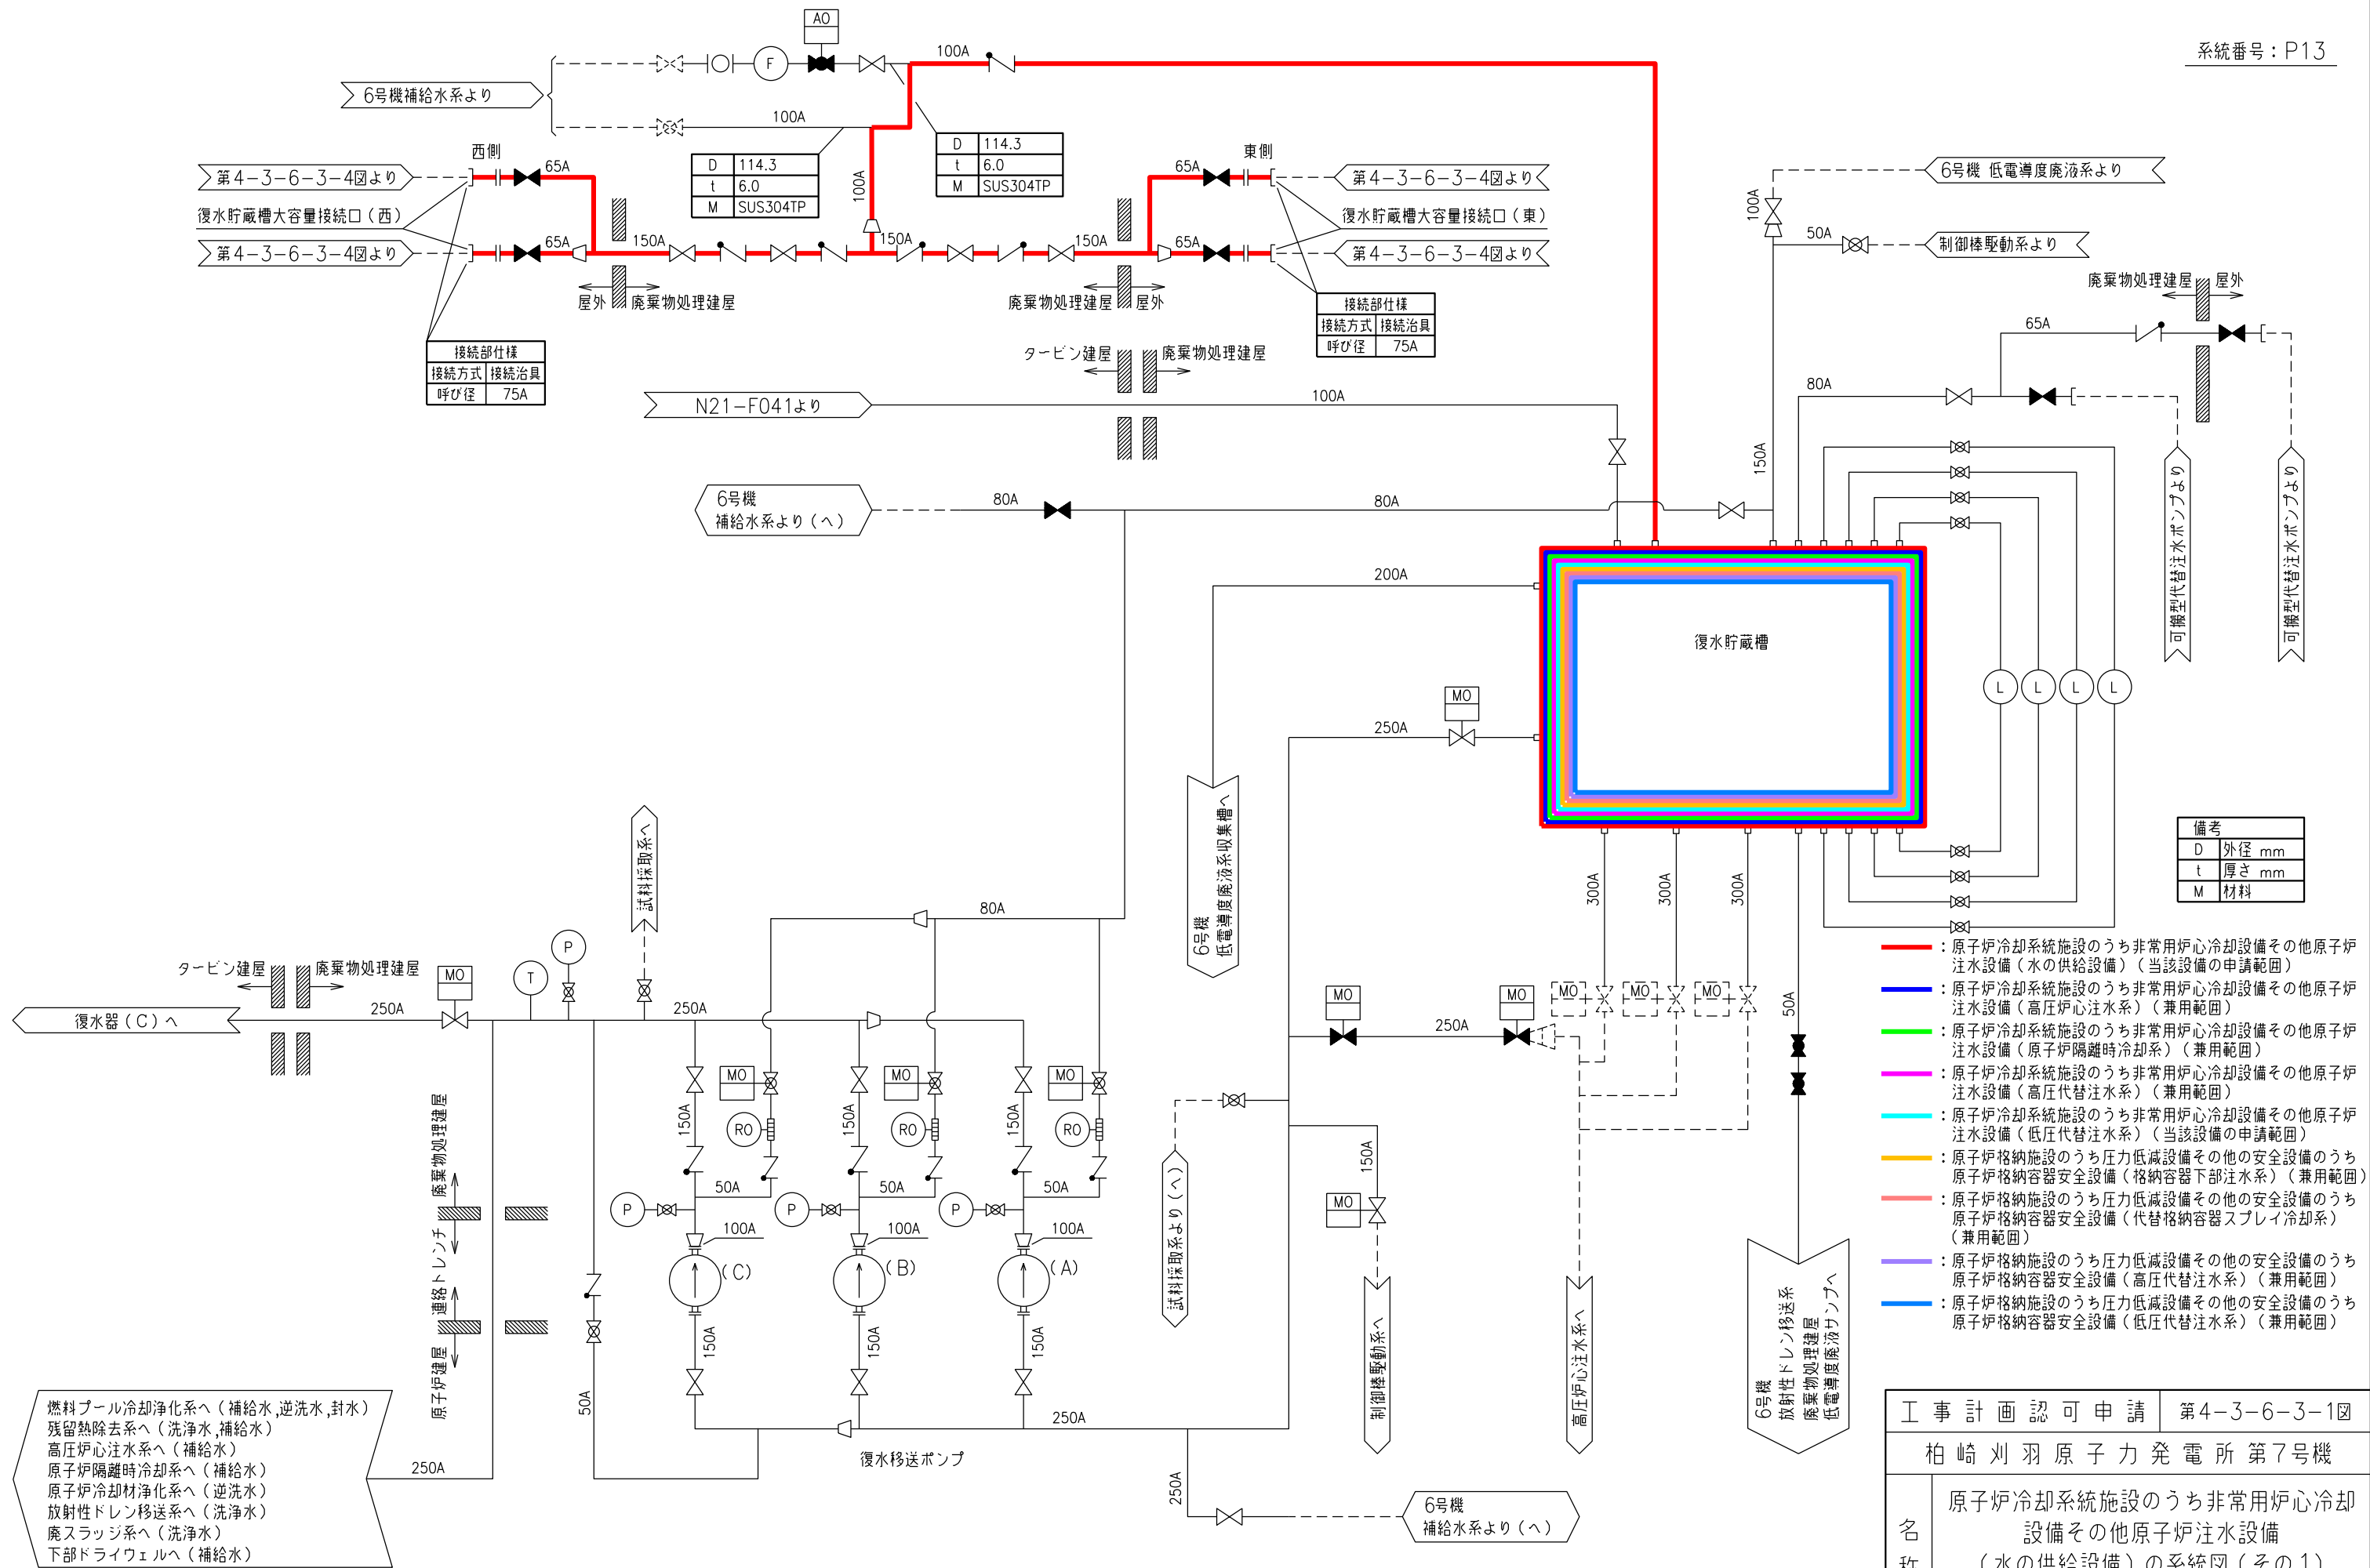 系統番号：P13
AO
100A
F
6号機補給水系より
100A
D 114.3
t 6.0
M SUS304TP
D 114.3
t 6.0
M SUS304TP
100A
西側
65A
第4-3-6-3-4図より
復水貯蔵槽大容量接続口（西）
第4-3-6-3-4図より
65A
150A
150A
150A
屋外
廃棄物処理建屋
接続部仕様
接続方式 接続治具
呼び径 75A
東側
65A
第4-3-6-3-4図より
復水貯蔵槽大容量接続口（東）
65A
第4-3-6-3-4図より
廃棄物処理建屋
屋外
接続部仕様
接続方式 接続治具
呼び径 75A
6号機 低電導度廃液系より
100A
50A
制御棒駆動系より
廃棄物処理建屋
屋外
65A
80A
150A
可搬型代替注水ポンプより
可搬型代替注水ポンプより
タービン建屋
廃棄物処理建屋
N21-F041より
100A
6号機
補給水系より（へ）
80A
80A
200A
復水貯蔵槽
MO
250A
L
L
L
L
6号機
低電導度廃液系収集槽へ
備考
D 外径 mm
t 厚さ mm
M 材料
300A
300A
300A
50A
MO
MO
MO
MO
MO
250A
試料採取系へ
80A
タービン建屋
廃棄物処理建屋
復水器（C）へ
250A
MO
T
P
250A
MO
MO
MO
150A
150A
150A
RO
RO
RO
50A
50A
50A
P
P
P
100A
100A
100A
（C）
（B）
（A）
150A
150A
150A
廃棄物処理建屋
連絡トレンチ
原子炉建屋
50A
250A
復水移送ポンプ
250A
250A
6号機
補給水系より（へ）
試料採取系より（へ）
150A
MO
制御棒駆動系へ
高圧炉心注水系へ
6号機
放射性ドレン移送系
廃棄物処理建屋
低電導度廃液サンプへ
燃料プール冷却浄化系へ（補給水,逆洗水,封水）
残留熱除去系へ（洗浄水,補給水）
高圧炉心注水系へ（補給水）
原子炉隔離時冷却系へ（補給水）
原子炉冷却材浄化系へ（逆洗水）
放射性ドレン移送系へ（洗浄水）
廃スラッジ系へ（洗浄水）
下部ドライウェルへ（補給水）
：原子炉冷却系統施設のうち非常用炉心冷却設備その他原子炉
注水設備（水の供給設備）（当該設備の申請範囲）
：原子炉冷却系統施設のうち非常用炉心冷却設備その他原子炉
注水設備（高圧炉心注水系）（兼用範囲）
：原子炉冷却系統施設のうち非常用炉心冷却設備その他原子炉
注水設備（原子炉隔離時冷却系）（兼用範囲）
：原子炉冷却系統施設のうち非常用炉心冷却設備その他原子炉
注水設備（高圧代替注水系）（兼用範囲）
：原子炉冷却系統施設のうち非常用炉心冷却設備その他原子炉
注水設備（低圧代替注水系）（当該設備の申請範囲）
：原子炉格納施設のうち圧力低減設備その他の安全設備のうち
原子炉格納容器安全設備（格納容器下部注水系）（兼用範囲）
：原子炉格納施設のうち圧力低減設備その他の安全設備のうち
原子炉格納容器安全設備（代替格納容器スプレイ冷却系）
（兼用範囲）
：原子炉格納施設のうち圧力低減設備その他の安全設備のうち
原子炉格納容器安全設備（高圧代替注水系）（兼用範囲）
：原子炉格納施設のうち圧力低減設備その他の安全設備のうち
原子炉格納容器安全設備（低圧代替注水系）（兼用範囲）
工事計画認可申請 第4-3-6-3-1図
柏崎刈羽原子力発電所第7号機
名称
原子炉冷却系統施設のうち非常用炉心冷却
設備その他原子炉注水設備
（水の供給設備）の系統図（その1）